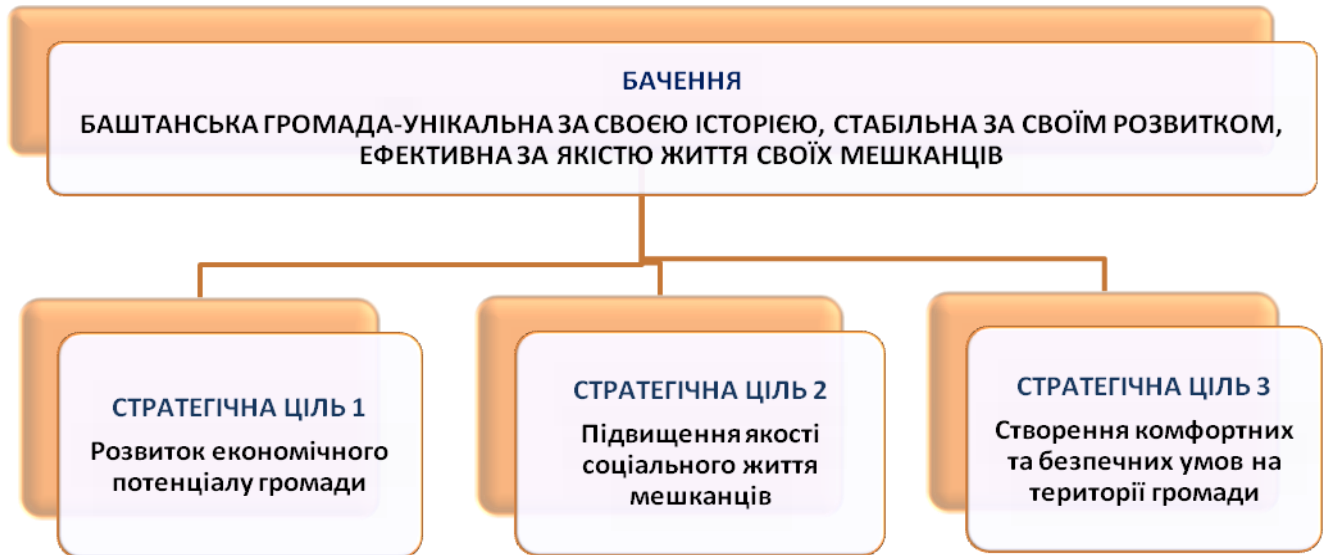 БАЧЕННЯ
БАШТАНСЬКА ГРОМАДА-УНІКАЛЬНА ЗА СВОЄЮ ІСТОРІЄЮ, СТАБІЛЬНА ЗА СВОЇМ РОЗВИТКОМ,
ЕФЕКТИВНА ЗА ЯКІСТЮ ЖИТТЯ СВОЇХ МЕШКАНЦІВ
СТРАТЕГІЧНА ЦІЛЬ 1
Розвиток економічного
потенціалу громади
СТРАТЕГІЧНА ЦІЛЬ 2
Підвищення якості
соціального життя
мешканців
СТРАТЕГІЧНА ЦІЛЬ 3
Створення комфортних
та безпечних умов на
території громади